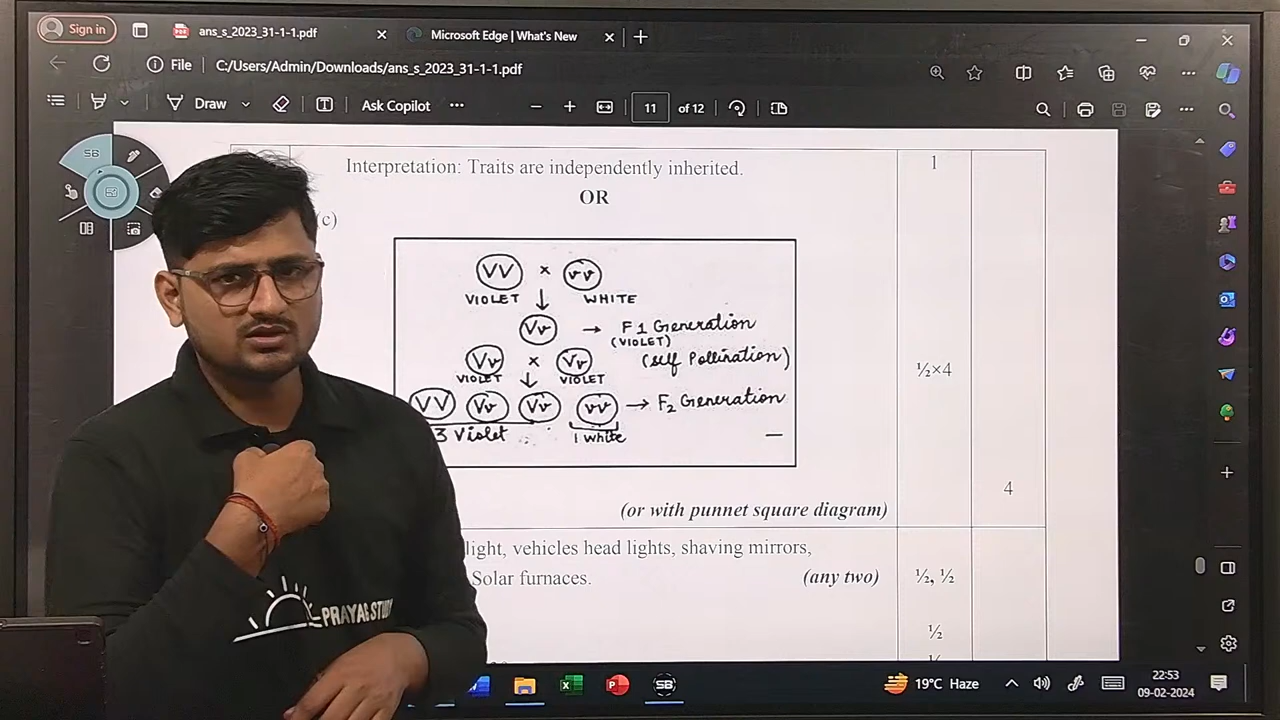 Sign in
ans_s_2023_31-1-1.pdf
Microsoft Edge | What's New
File
C:/Users/Admin/Downloads/ans_s_2023_31-1-1.pdf
Draw
Ask Copilot
11
of 12
SB
Interpretation: Traits are independently inherited.
1
OR
(c)
VV × vv
VIOLET
WHITE
Vv → F1 Generation
(VIOLET)
Vv × Vv (self Pollination)
VIOLET
VIOLET
½×4
VV Vv Vv vv → F2 Generation
3 Violet
1 white
4
(or with punnet square diagram)
light, vehicles head lights, shaving mirrors,
Solar furnaces.
(any two)
½, ½
½
PRAYAS STUDY
19°C Haze
SB
22:53
09-02-2024